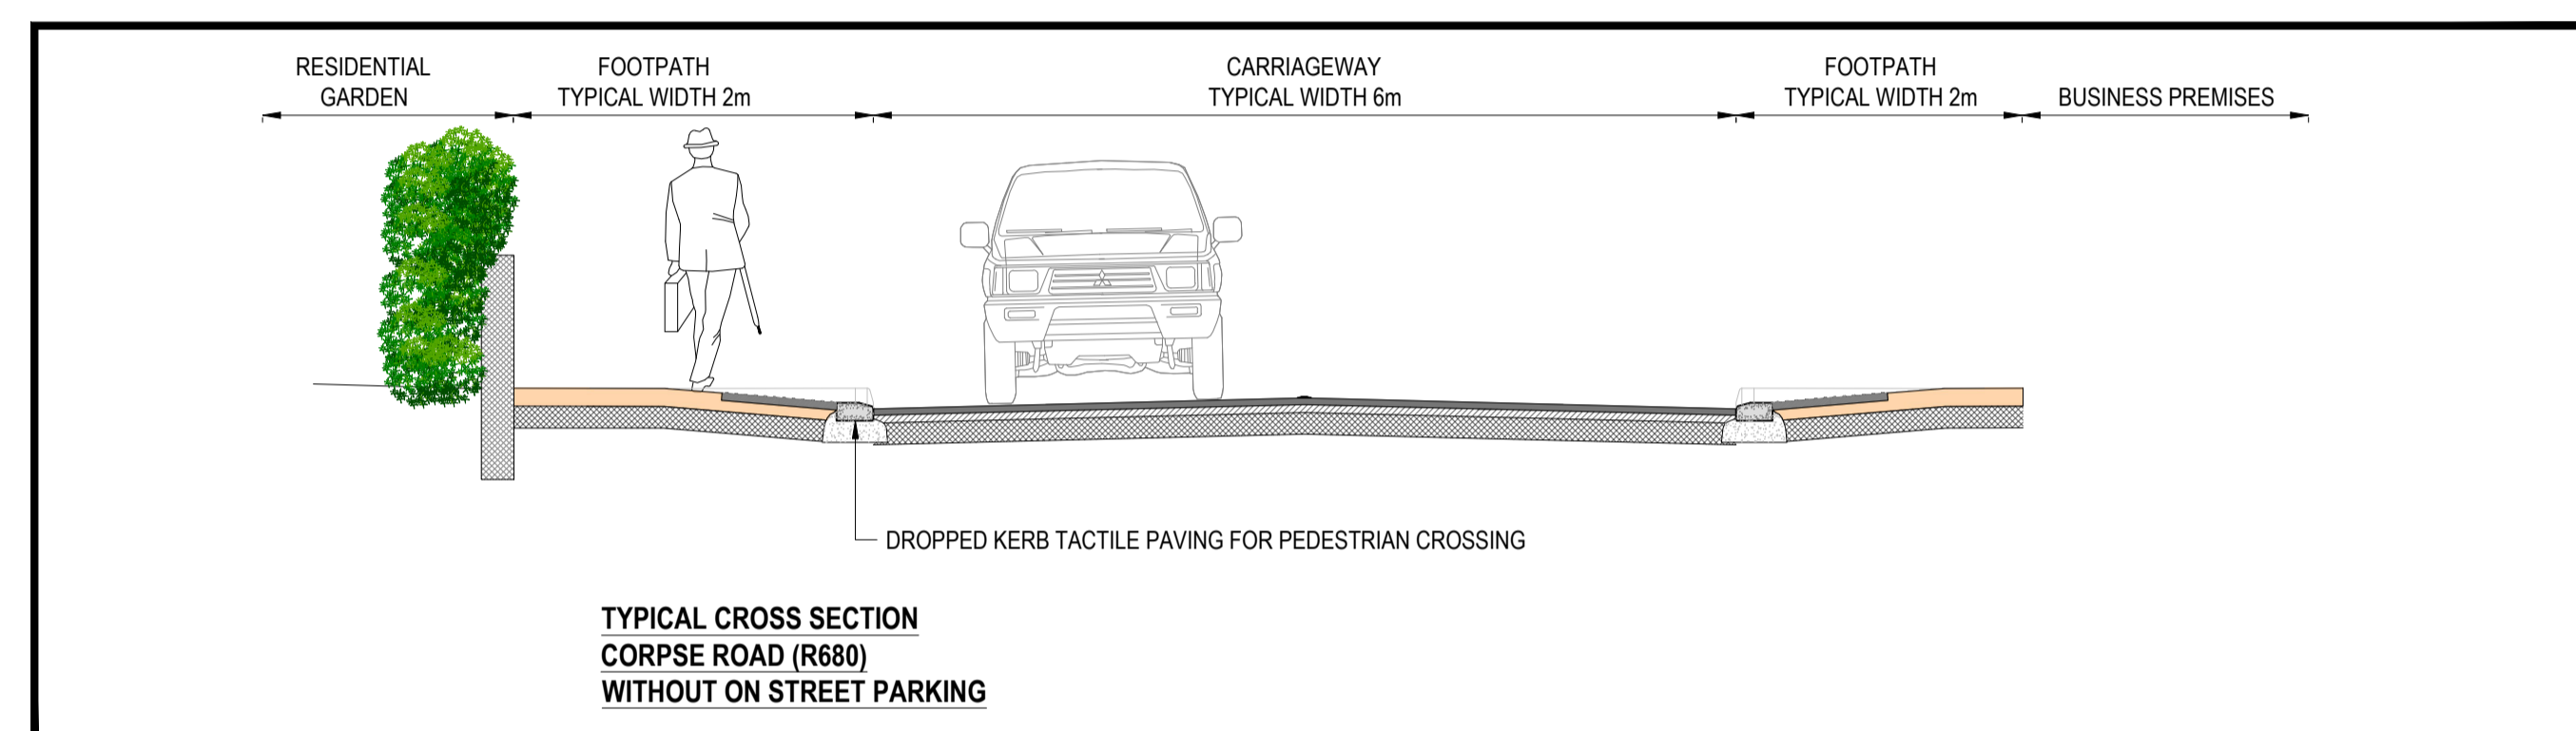 RESIDENTIAL
GARDEN
FOOTPATH
TYPICAL WIDTH 2m
CARRIAGEWAY
TYPICAL WIDTH 6m
FOOTPATH
TYPICAL WIDTH 2m
BUSINESS PREMISES
DROPPED KERB TACTILE PAVING FOR PEDESTRIAN CROSSING
TYPICAL CROSS SECTION
CORPSE ROAD (R680)
WITHOUT ON STREET PARKING